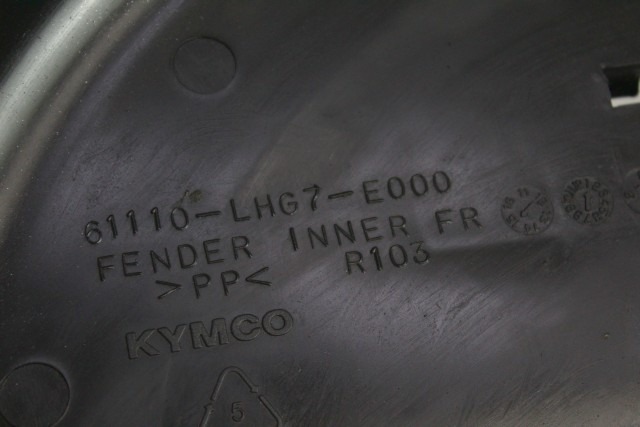 61110-LHG7-E000
FENDER INNER FR
>PP< R103
KYMCO
5